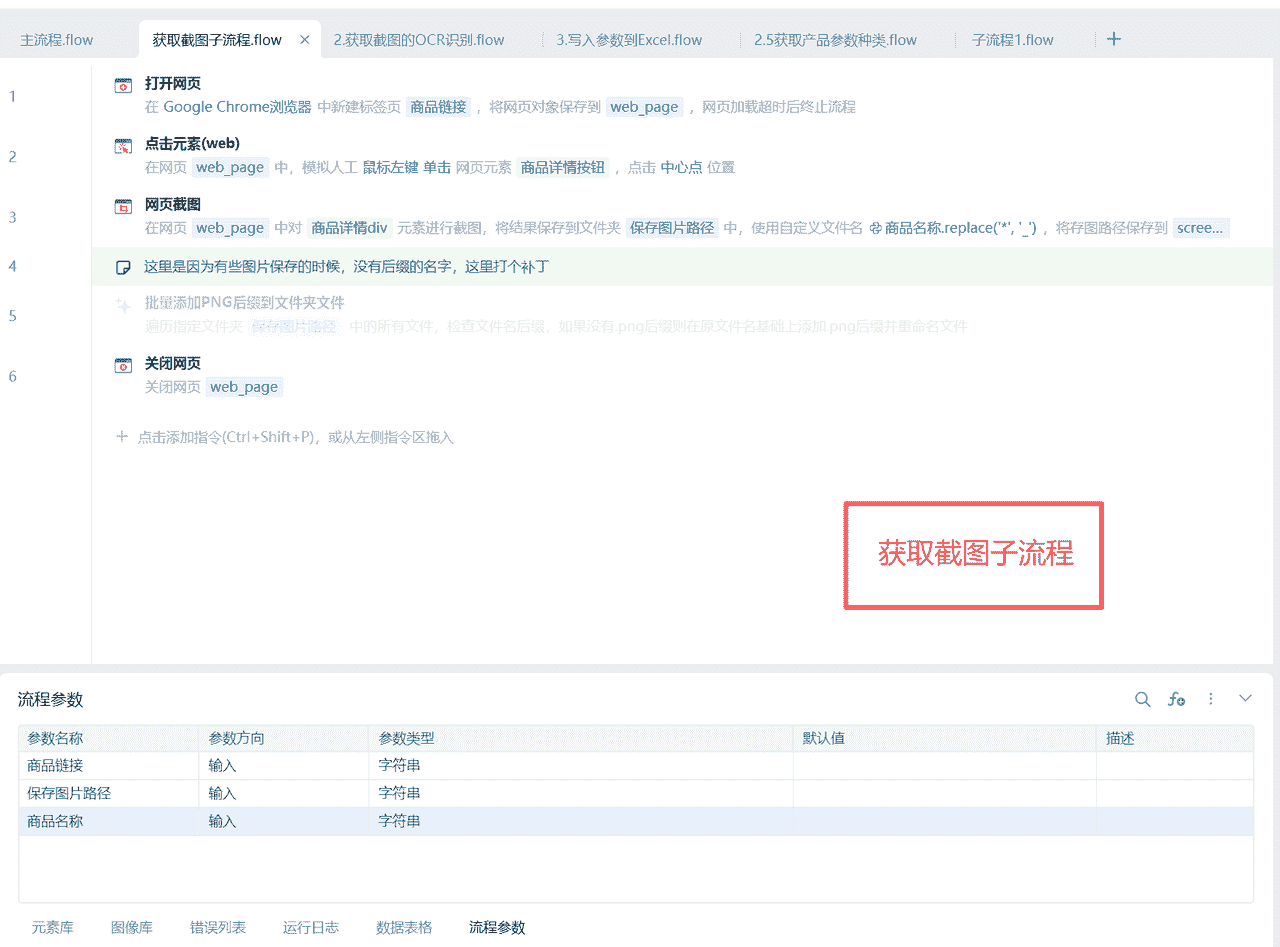 主流程.flow
获取截图子流程.flow
2.获取截图的OCR识别.flow
3.写入参数到Excel.flow
2.5获取产品参数种类.flow
子流程1.flow
1
打开网页
在 Google Chrome浏览器 中新建标签页 商品链接 ，将网页对象保存到 web_page ，网页加载超时后终止流程
2
点击元素(web)
在网页 web_page 中，模拟人工 鼠标左键 单击 网页元素 商品详情按钮 ，点击 中心点 位置
3
网页截图
在网页 web_page 中对 商品详情div 元素进行截图，将结果保存到文件夹 保存图片路径 中，使用自定义文件名 商品名称.replace('*', '_') ，将存图路径保存到 scree...
4
这里是因为有些图片保存的时候，没有后缀的名字，这里打个补丁
5
批量添加PNG后缀到文件夹文件
遍历指定文件夹 保存图片路径 中的所有文件，检查文件名后缀，如果没有.png后缀则在原文件名基础上添加.png后缀并重命名文件
6
关闭网页
关闭网页 web_page
点击添加指令(Ctrl+Shift+P)，或从左侧指令区拖入
获取截图子流程
流程参数
参数名称 参数方向 参数类型 默认值 描述
商品链接 输入 字符串
保存图片路径 输入 字符串
商品名称 输入 字符串
元素库 图像库 错误列表 运行日志 数据表格 流程参数